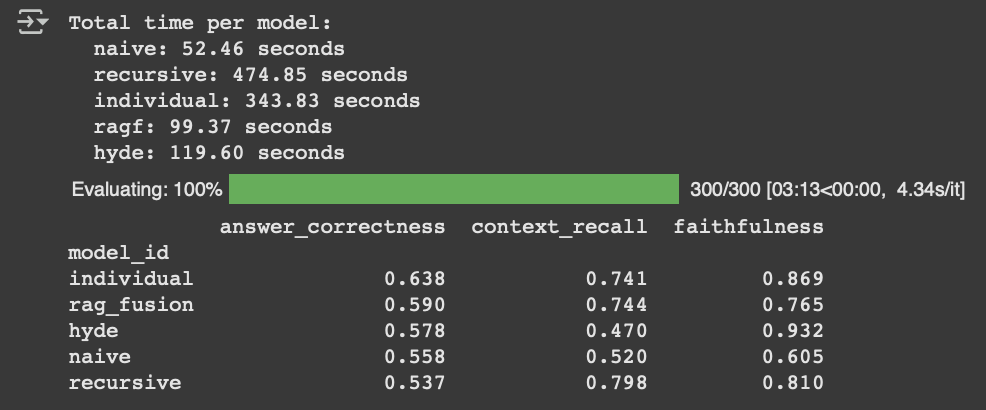 Total time per model:
naive: 52.46 seconds
recursive: 474.85 seconds
individual: 343.83 seconds
ragf: 99.37 seconds
hyde: 119.60 seconds
Evaluating: 100% 300/300 [03:13<00:00, 4.34s/it]
answer_correctness context_recall faithfulness
model_id
individual 0.638 0.741 0.869
rag_fusion 0.590 0.744 0.765
hyde 0.578 0.470 0.932
naive 0.558 0.520 0.605
recursive 0.537 0.798 0.810